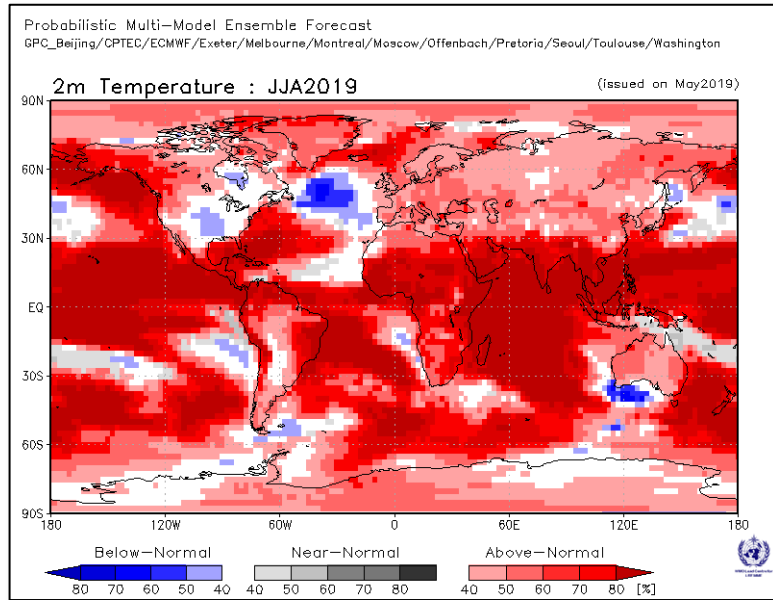 Probabilistic Multi-Model Ensemble Forecast
GPC_Beijing/CPTEC/ECMWF/Exeter/Melbourne/Montreal/Moscow/Offenbach/Pretoria/Seoul/Toulouse/Washington
2m Temperature : JJA2019 (issued on May2019)
90N
60N
30N
EQ
30S
60S
90S
180 120W 60W 0 60E 120E 180
Below-Normal Near-Normal Above-Normal
80 70 60 50 40 40 50 60 70 80 40 50 60 70 80 [%]